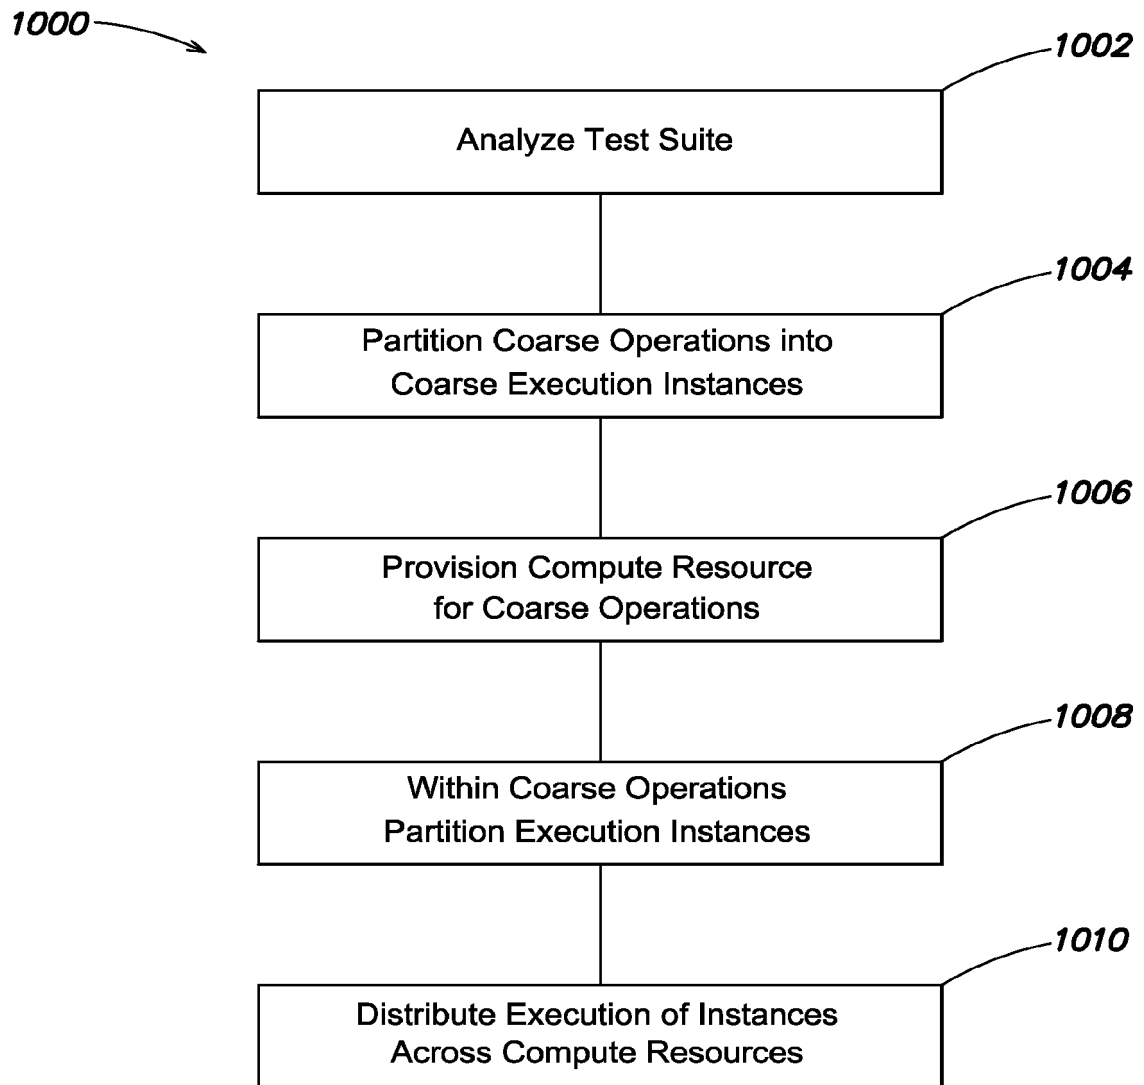 1000
1002
Analyze Test Suite
1004
Partition Coarse Operations into
Coarse Execution Instances
1006
Provision Compute Resource
for Coarse Operations
1008
Within Coarse Operations
Partition Execution Instances
1010
Distribute Execution of Instances
Across Compute Resources